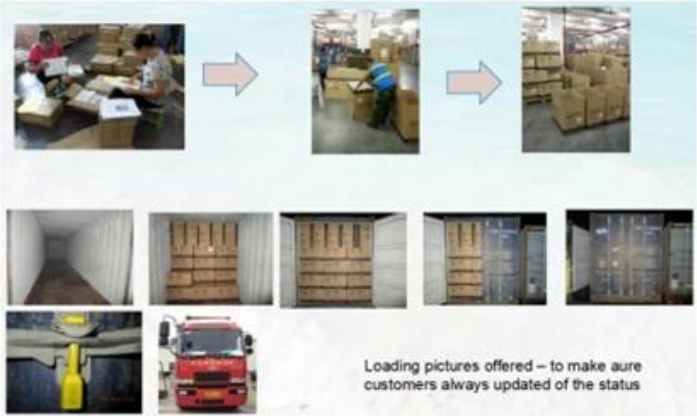 Loading pictures offered – to make aure
customers always updated of the status